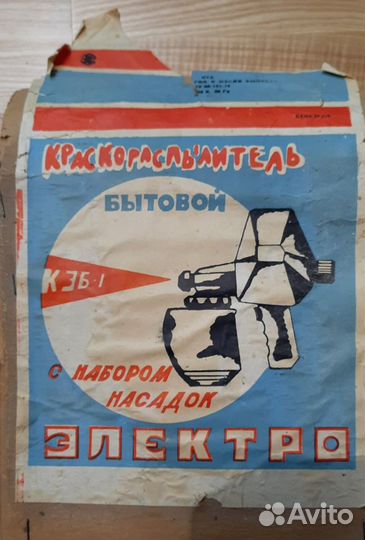 КРАСКОРАСПЫЛИТЕЛЬ
БЫТОВОЙ
КЭБ-1
С НАБОРОМ
НАСАДОК
ЭЛЕКТРО
Avito